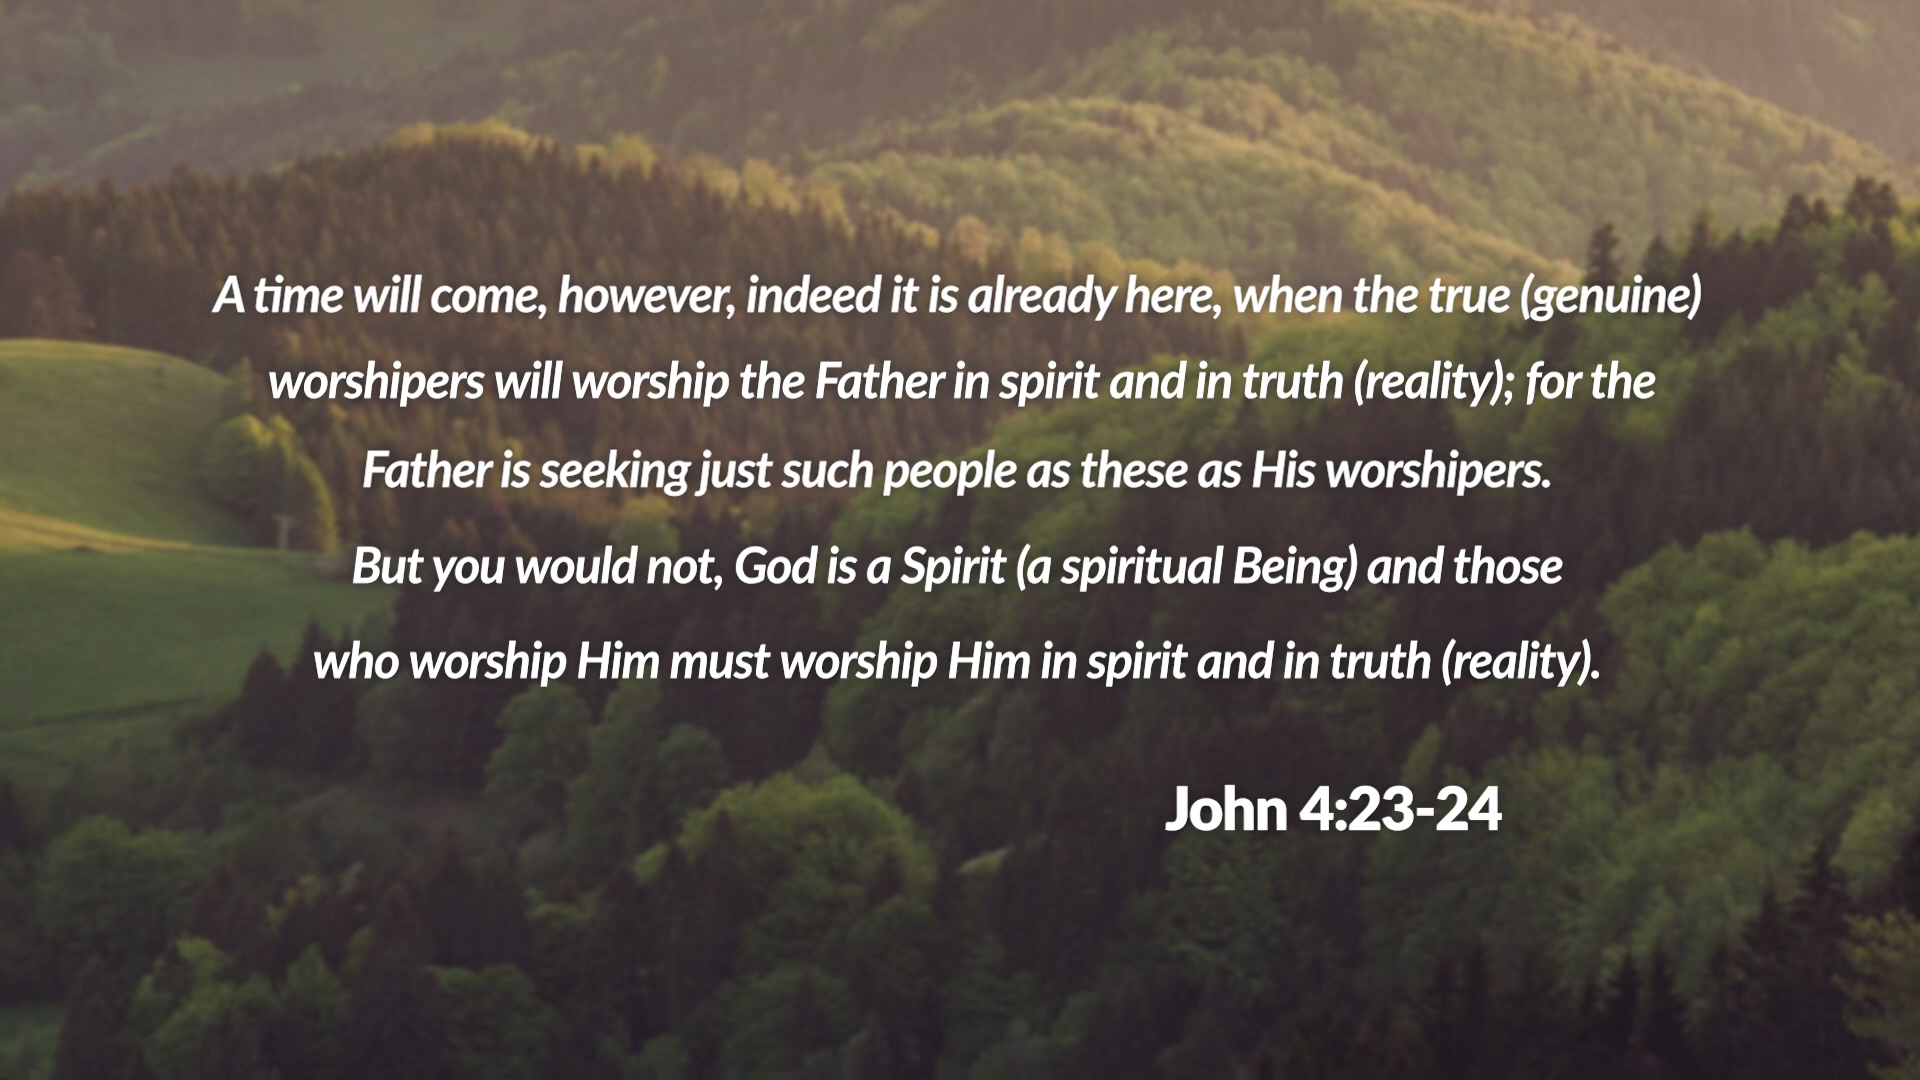 A time will come, however, indeed it is already here, when the true (genuine)
worshipers will worship the Father in spirit and in truth (reality); for the
Father is seeking just such people as these as His worshipers.
But you would not, God is a Spirit (a spiritual Being) and those
who worship Him must worship Him in spirit and in truth (reality).
John 4:23-24